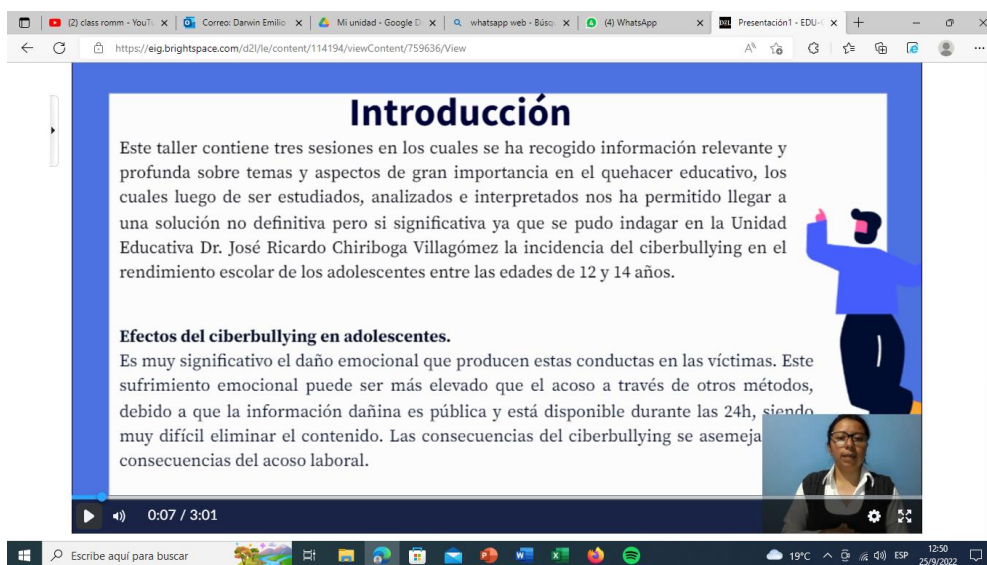 (2) class romm - YouTu
Correo: Darwin Emilio
Mi unidad - Google D
whatsapp web - Búsq
(4) WhatsApp
Presentación1 - EDU-
https://eig.brightspace.com/d2l/le/content/114194/viewContent/759636/View
Introducción
Este taller contiene tres sesiones en los cuales se ha recogido información relevante y
profunda sobre temas y aspectos de gran importancia en el quehacer educativo, los
cuales luego de ser estudiados, analizados e interpretados nos ha permitido llegar a
una solución no definitiva pero si significativa ya que se pudo indagar en la Unidad
Educativa Dr. José Ricardo Chiriboga Villagómez la incidencia del ciberbullying en el
rendimiento escolar de los adolescentes entre las edades de 12 y 14 años.
Efectos del ciberbullying en adolescentes.
Es muy significativo el daño emocional que producen estas conductas en las víctimas. Este
sufrimiento emocional puede ser más elevado que el acoso a través de otros métodos,
debido a que la información dañina es pública y está disponible durante las 24h, siendo
muy difícil eliminar el contenido. Las consecuencias del ciberbullying se asemeja
consecuencias del acoso laboral.
0:07 / 3:01
Escribe aquí para buscar
19°C
ESP
12:50
25/9/2022